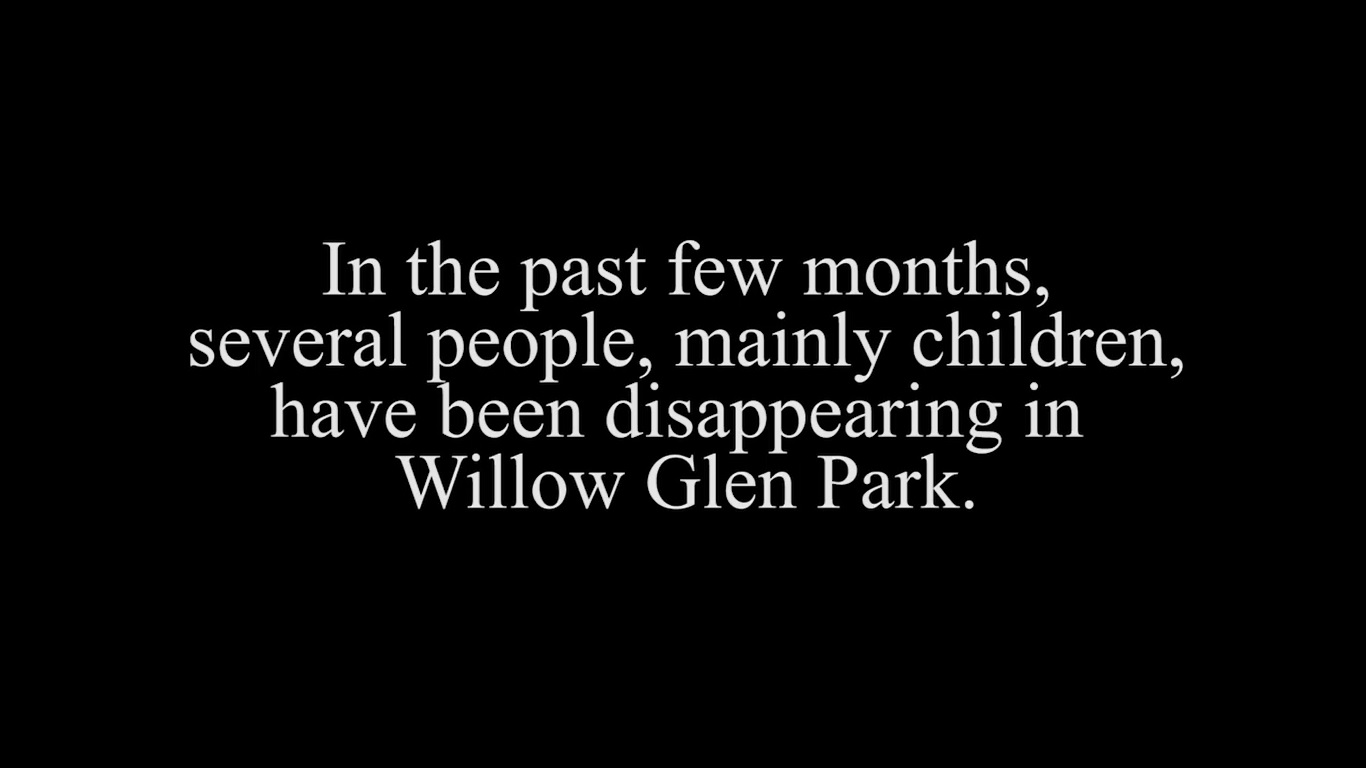 In the past few months,
several people, mainly children,
have been disappearing in
Willow Glen Park.